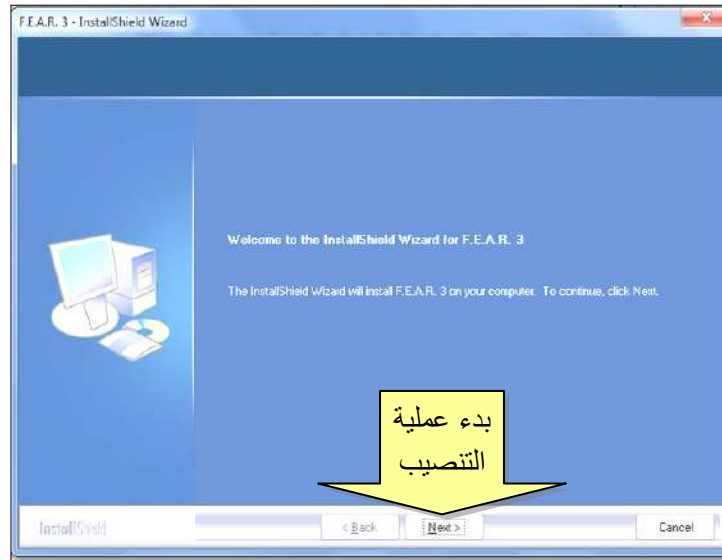 F.E.A.R. 3 - InstallShield Wizard
Welcome to the InstallShield Wizard for F.E.A.R. 3
The InstallShield Wizard will install F.E.A.R. 3 on your computer. To continue, click Next.
بدء عملية
التنصيب
InstallShield
< Back
Next >
Cancel